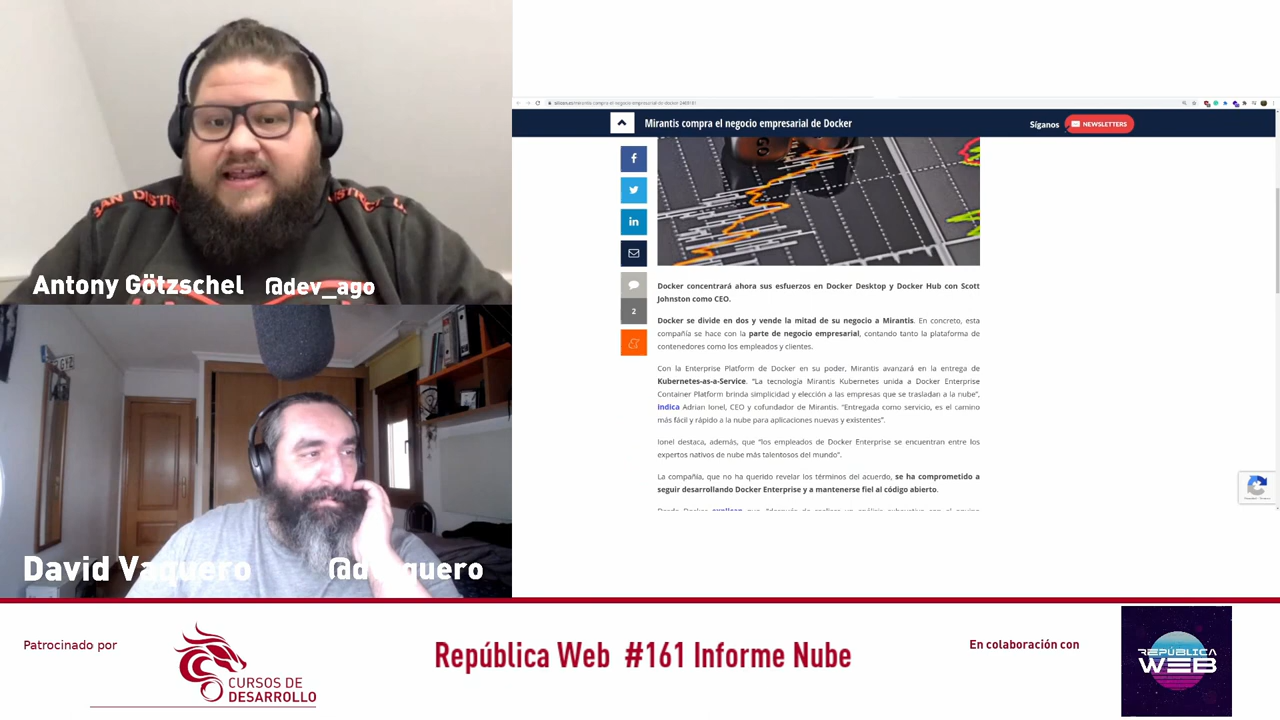 Antony Götzschel @dev_ago
David Vaquero
Mirantis compra el negocio empresarial de Docker
Síganos
NEWSLETTERS
2
Docker concentrará ahora sus esfuerzos en Docker Desktop y Docker Hub con Scott
Johnston como CEO.
Docker se divide en dos y vende la mitad de su negocio a Mirantis. En concreto, esta
compañía se hace con la parte de negocio empresarial, contando tanto la plataforma de
contenedores como los empleados y clientes.
Con la Enterprise Platform de Docker en su poder, Mirantis avanzará en la entrega de
Kubernetes-as-a-Service. “La tecnología Mirantis Kubernetes unida a Docker Enterprise
Container Platform brinda simplicidad y elección a las empresas que se trasladan a la nube”,
indica Adrian Ionel, CEO y cofundador de Mirantis. “Entregada como servicio, es el camino
más fácil y rápido a la nube para aplicaciones nuevas y existentes”.
Ionel destaca, además, que “los empleados de Docker Enterprise se encuentran entre los
expertos nativos de nube más talentosos del mundo”.
La compañía, que no ha querido revelar los términos del acuerdo, se ha comprometido a
seguir desarrollando Docker Enterprise y a mantenerse fiel al código abierto.
Patrocinado por
CURSOS DE
DESARROLLO
República Web #161 Informe Nube
En colaboración con
REPÚBLICA
WEB